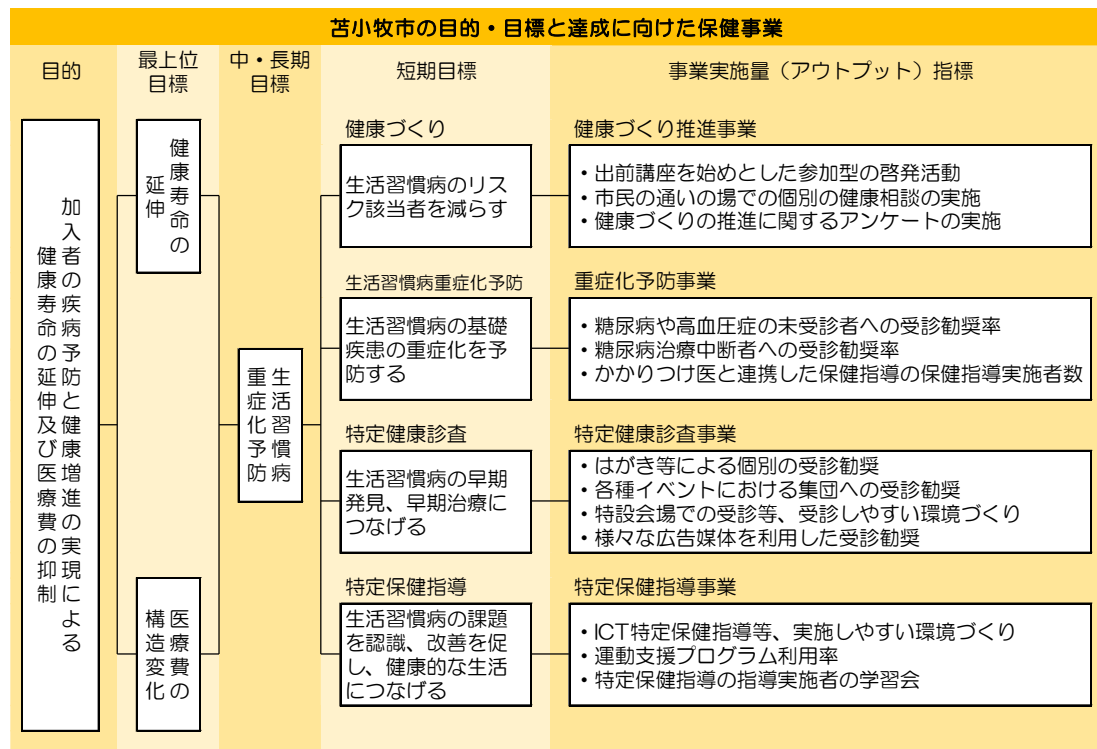 苫小牧市の目的・目標と達成に向けた保健事業
目的
最上位
目標
中・長期
目標
短期目標
事業実施量（アウトプット）指標
加入者の疾病予防と健康増進の実現による
健康寿命の延伸及び医療費の抑制
健康寿命の
延伸
医療費の
構造変化
生活習慣病
重症化予防
健康づくり
生活習慣病のリス
ク該当者を減らす
健康づくり推進事業
・出前講座を始めとした参加型の啓発活動
・市民の通いの場での個別の健康相談の実施
・健康づくりの推進に関するアンケートの実施
生活習慣病重症化予防
生活習慣病の基礎
疾患の重症化を予
防する
重症化予防事業
・糖尿病や高血圧症の未受診者への受診勧奨率
・糖尿病治療中断者への受診勧奨率
・かかりつけ医と連携した保健指導の保健指導実施者数
特定健康診査
生活習慣病の早期
発見、早期治療に
つなげる
特定健康診査事業
・はがき等による個別の受診勧奨
・各種イベントにおける集団への受診勧奨
・特設会場での受診等、受診しやすい環境づくり
・様々な広告媒体を利用した受診勧奨
特定保健指導
生活習慣病の課題
を認識、改善を促
し、健康的な生活
につなげる
特定保健指導事業
・ICT特定保健指導等、実施しやすい環境づくり
・運動支援プログラム利用率
・特定保健指導の指導実施者の学習会